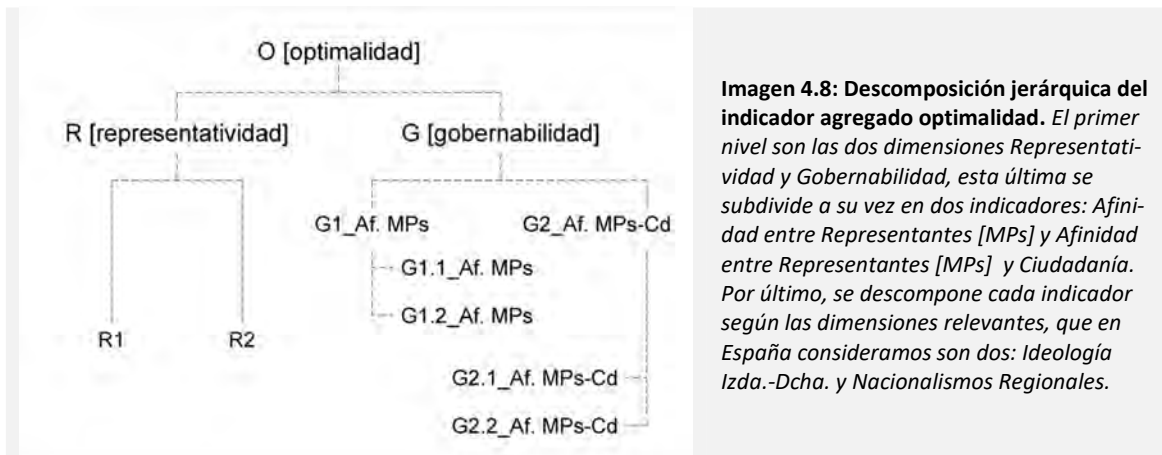 O [optimalidad]
R [representatividad]
G [gobernabilidad]
G1_Af. MPs
G2_Af. MPs-Cd
G1.1_Af. MPs
G1.2_Af. MPs
R1
R2
G2.1_Af. MPs-Cd
G2.2_Af. MPs-Cd
Imagen 4.8: Descomposición jerárquica del
indicador agregado optimalidad. El primer
nivel son las dos dimensiones Representati-
vidad y Gobernabilidad, esta última se
subdivide a su vez en dos indicadores: Afini-
dad entre Representantes [MPs] y Afinidad
entre Representantes [MPs] y Ciudadanía.
Por último, se descompone cada indicador
según las dimensiones relevantes, que en
España consideramos son dos: Ideología
Izda.-Dcha. y Nacionalismos Regionales.